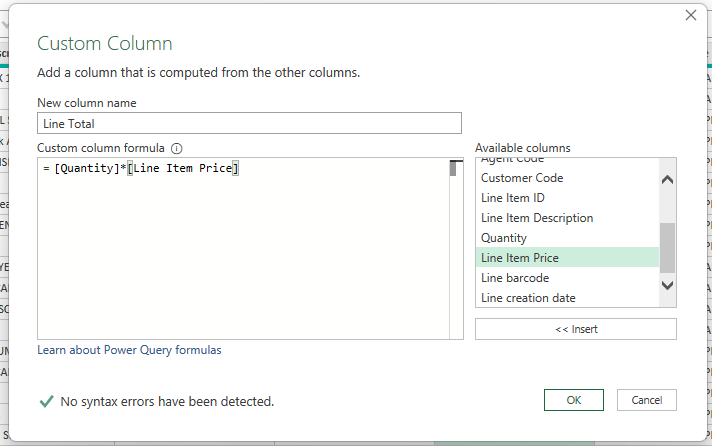 Custom Column
Add a column that is computed from the other columns.
New column name
Line Total
Custom column formula
Available columns
= [Quantity]*[Line Item Price]
Agent Code
Customer Code
Line Item ID
Line Item Description
Quantity
Line Item Price
Line barcode
Line creation date
<< Insert
Learn about Power Query formulas
No syntax errors have been detected.
OK
Cancel